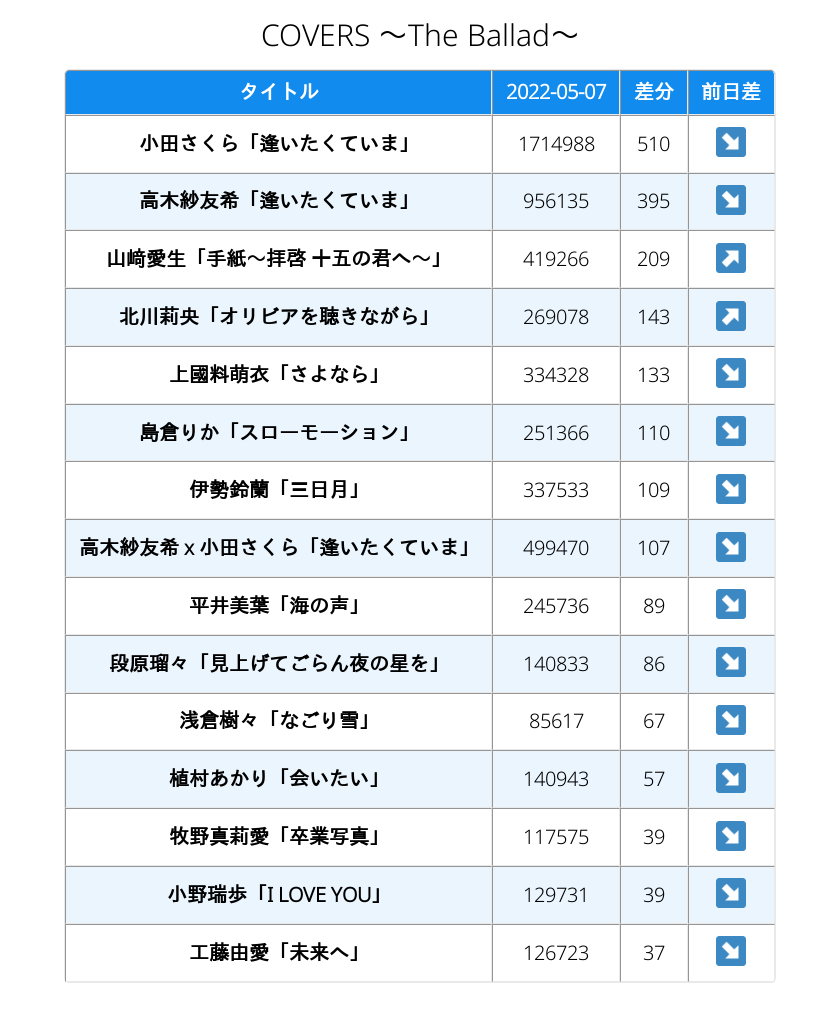 COVERS ～The Ballad～
タイトル 2022-05-07 差分 前日差
小田さくら「逢いたくていま」 1714988 510 ↘
高木紗友希「逢いたくていま」 956135 395 ↘
山﨑愛生「手紙～拝啓 十五の君へ～」 419266 209 ↗
北川莉央「オリビアを聴きながら」 269078 143 ↗
上國料萌衣「さよなら」 334328 133 ↘
島倉りか「スローモーション」 251366 110 ↘
伊勢鈴蘭「三日月」 337533 109 ↘
高木紗友希 x 小田さくら「逢いたくていま」 499470 107 ↘
平井美葉「海の声」 245736 89 ↘
段原瑠々「見上げてごらん夜の星を」 140833 86 ↘
浅倉樹々「なごり雪」 85617 67 ↘
植村あかり「会いたい」 140943 57 ↘
牧野真莉愛「卒業写真」 117575 39 ↘
小野瑞歩「I LOVE YOU」 129731 39 ↘
工藤由愛「未来へ」 126723 37 ↘